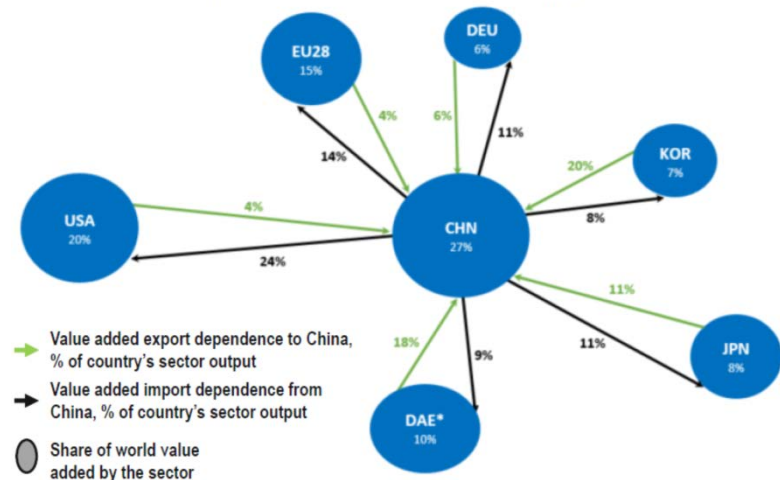 DEU
6%
EU28
15%
4%
6%
11%
14%
KOR
7%
20%
USA
20%
4%
CHN
27%
8%
24%
11%
Value added export dependence to China,
% of country's sector output
18%
9%
11%
JPN
8%
Value added import dependence from
China, % of country's sector output
DAE*
10%
Share of world value
added by the sector